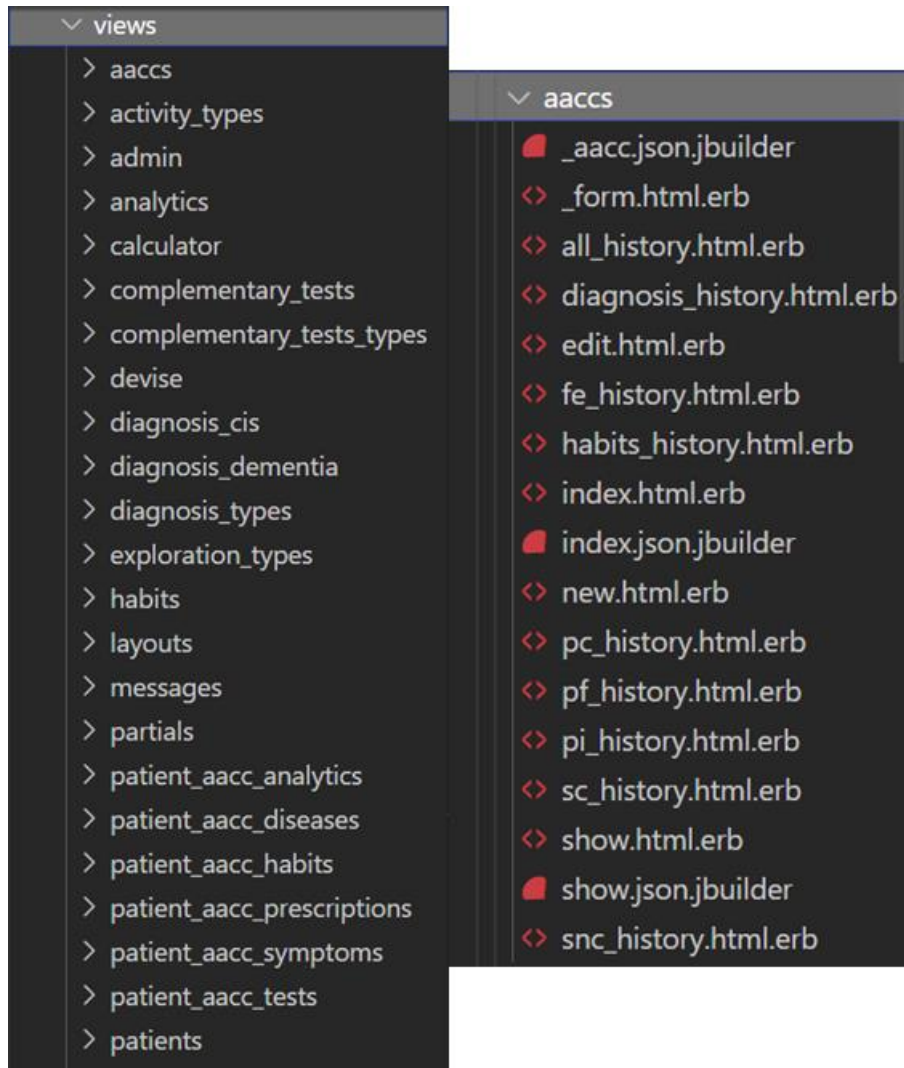 views
aaccs
activity_types
admin
analytics
calculator
complementary_tests
complementary_tests_types
devise
diagnosis_cis
diagnosis_dementia
diagnosis_types
exploration_types
habits
layouts
messages
partials
patient_aacc_analytics
patient_aacc_diseases
patient_aacc_habits
patient_aacc_prescriptions
patient_aacc_symptoms
patient_aacc_tests
patients
aaccs
_aacc.json.jbuilder
_form.html.erb
all_history.html.erb
diagnosis_history.html.erb
edit.html.erb
fe_history.html.erb
habits_history.html.erb
index.html.erb
index.json.jbuilder
new.html.erb
pc_history.html.erb
pf_history.html.erb
pi_history.html.erb
sc_history.html.erb
show.html.erb
show.json.jbuilder
snc_history.html.erb